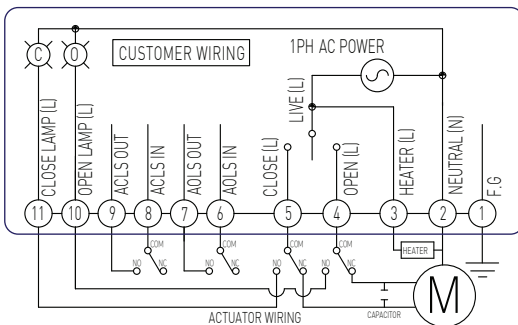 CUSTOMER WIRING
1PH AC POWER
C
O
CLOSE LAMP (L)
OPEN LAMP (L)
ACLS OUT
ACLS IN
AOLS OUT
AOLS IN
CLOSE (L)
LIVE (L)
OPEN (L)
HEATER (L)
NEUTRAL (N)
F.G
11 10 9 8 7 6 5 4 3 2 1
COM COM COM COM
NO NC NO NC NO NC NO NC
HEATER
M
CAPACITOR
ACTUATOR WIRING